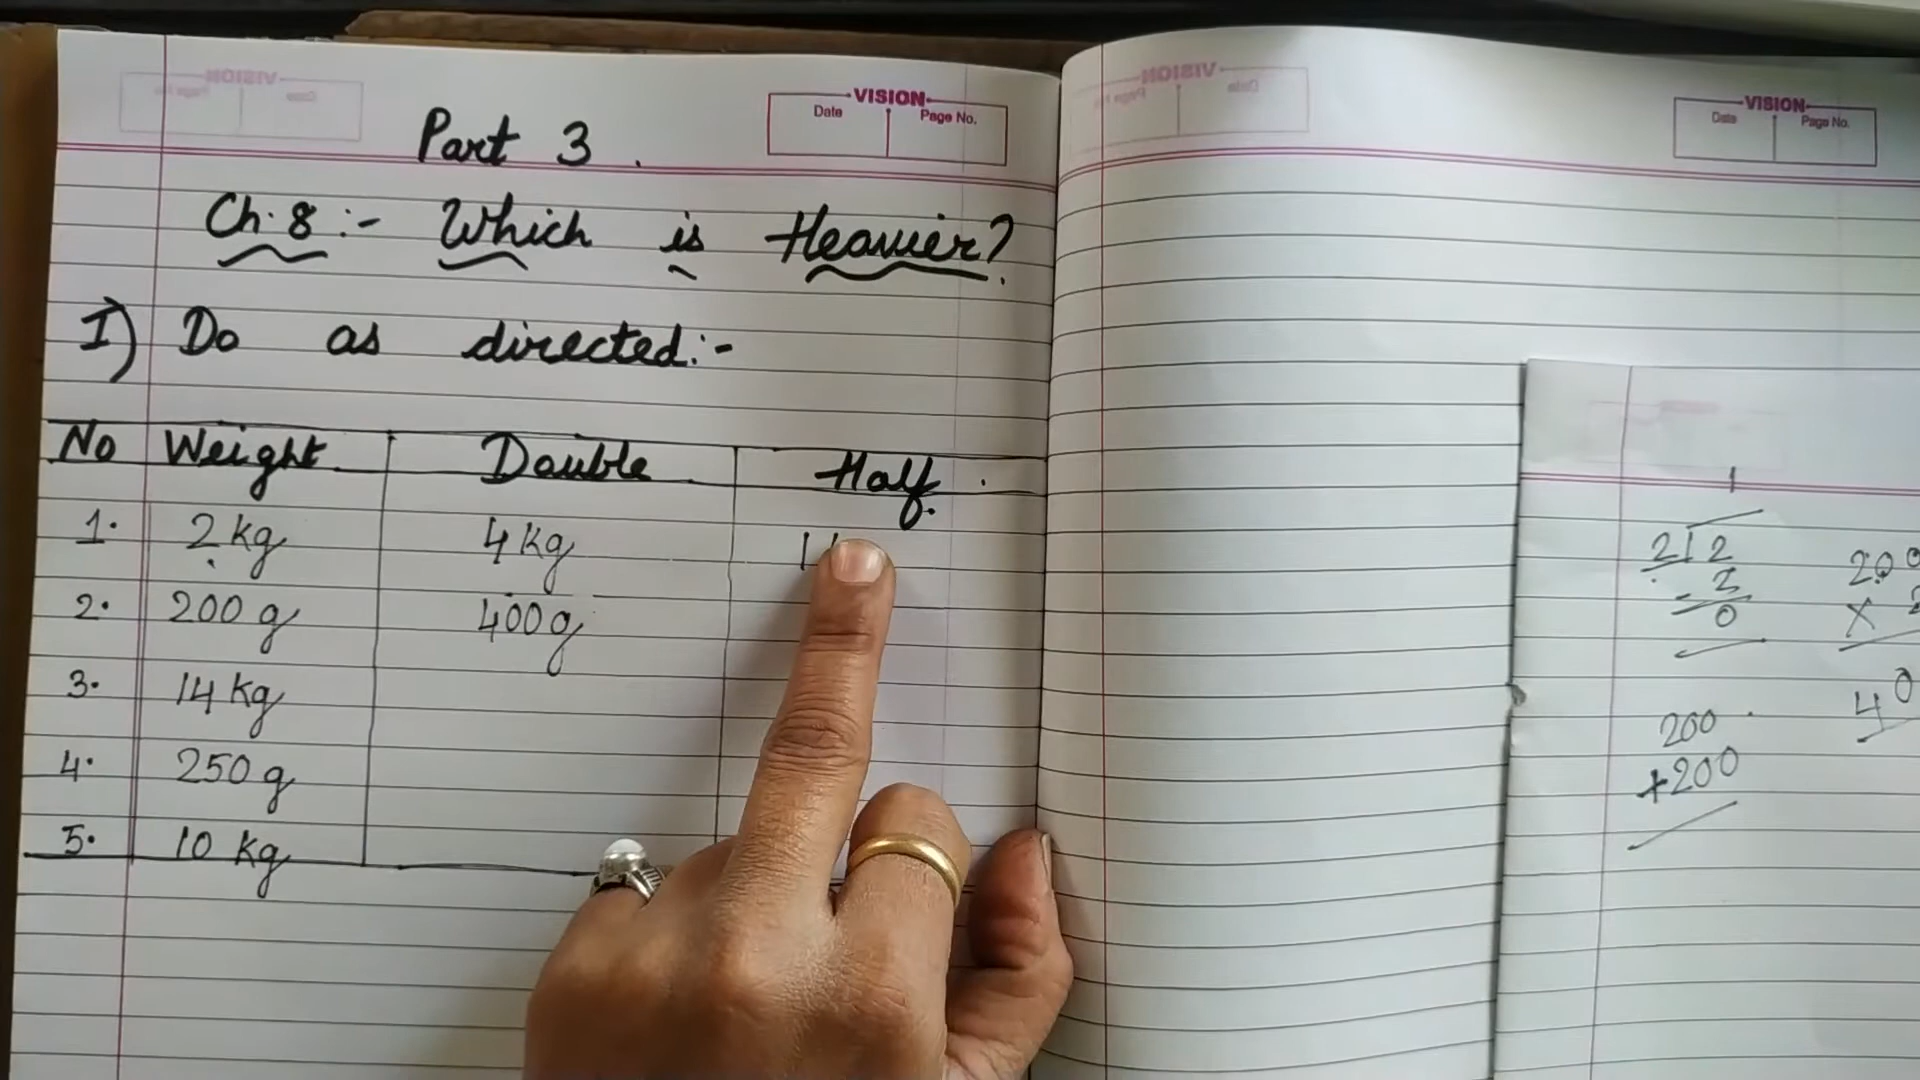 VISION
Date Page No.
Part 3.
Ch. 8 :- Which is Heavier?
I) Do as directed:-
No Weight Double Half.
1. 2 kg 4 kg
2. 200 g 400 g
3. 14 kg
4. 250 g
5. 10 kg
VISION
Date Page No.
1
2 2
- 2
0
200
+200